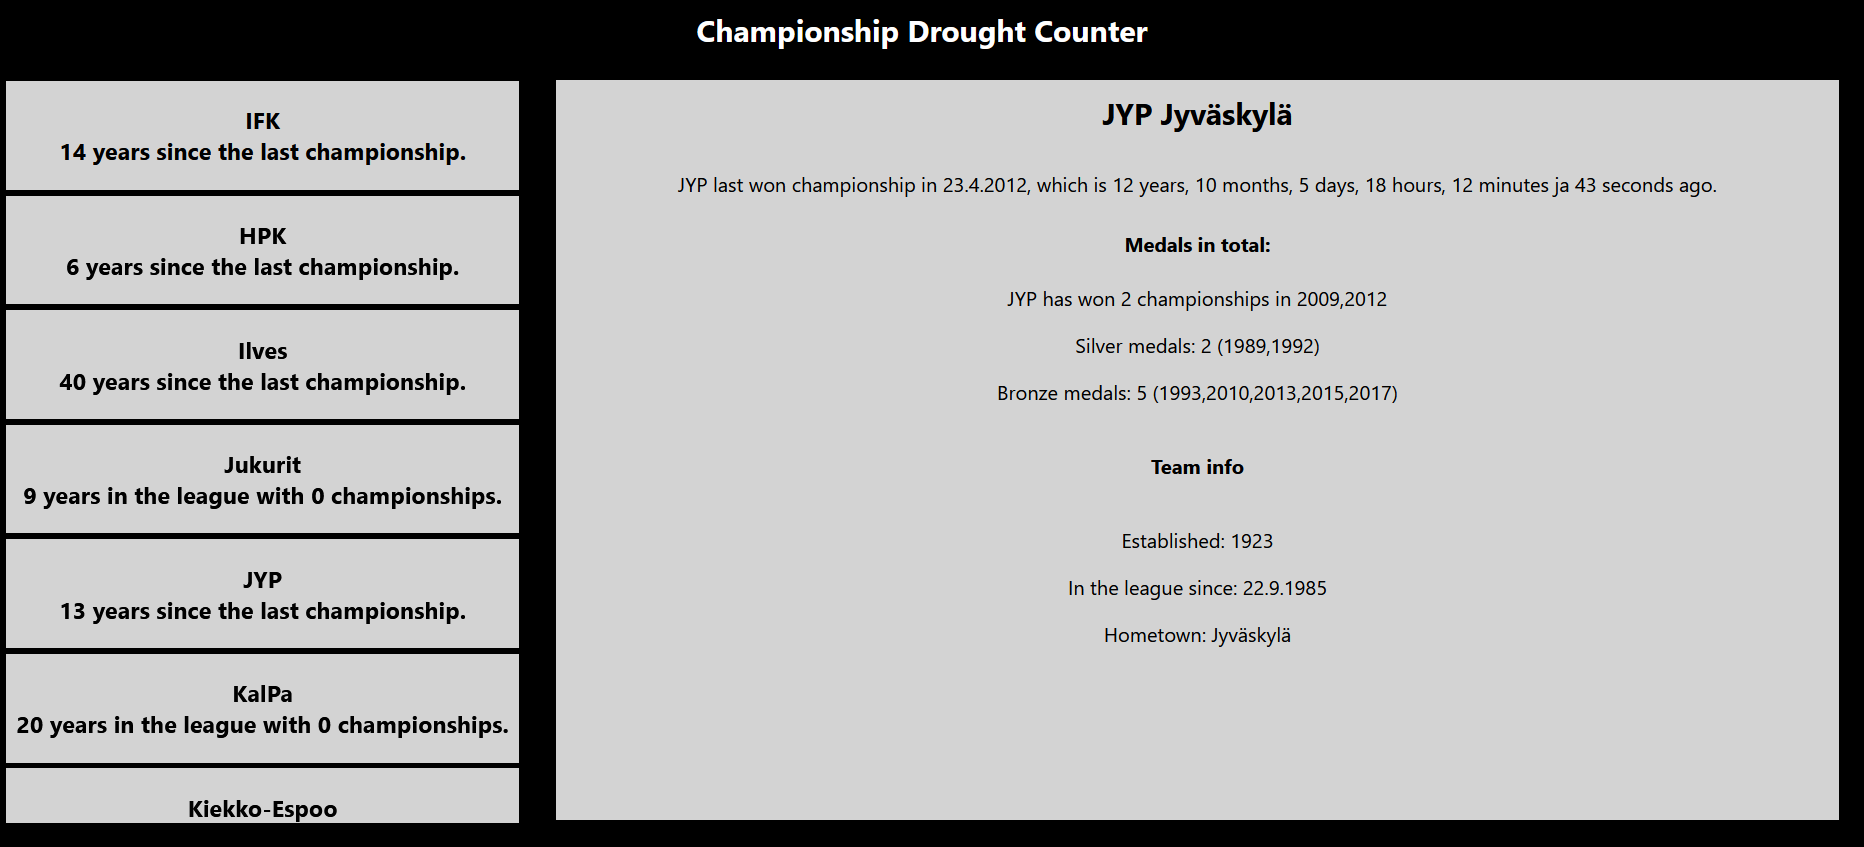 Championship Drought Counter
IFK
14 years since the last championship.
HPK
6 years since the last championship.
Ilves
40 years since the last championship.
Jukurit
9 years in the league with 0 championships.
JYP
13 years since the last championship.
KalPa
20 years in the league with 0 championships.
Kiekko-Espoo
JYP Jyväskylä
JYP last won championship in 23.4.2012, which is 12 years, 10 months, 5 days, 18 hours, 12 minutes ja 43 seconds ago.
Medals in total:
JYP has won 2 championships in 2009,2012
Silver medals: 2 (1989,1992)
Bronze medals: 5 (1993,2010,2013,2015,2017)
Team info
Established: 1923
In the league since: 22.9.1985
Hometown: Jyväskylä